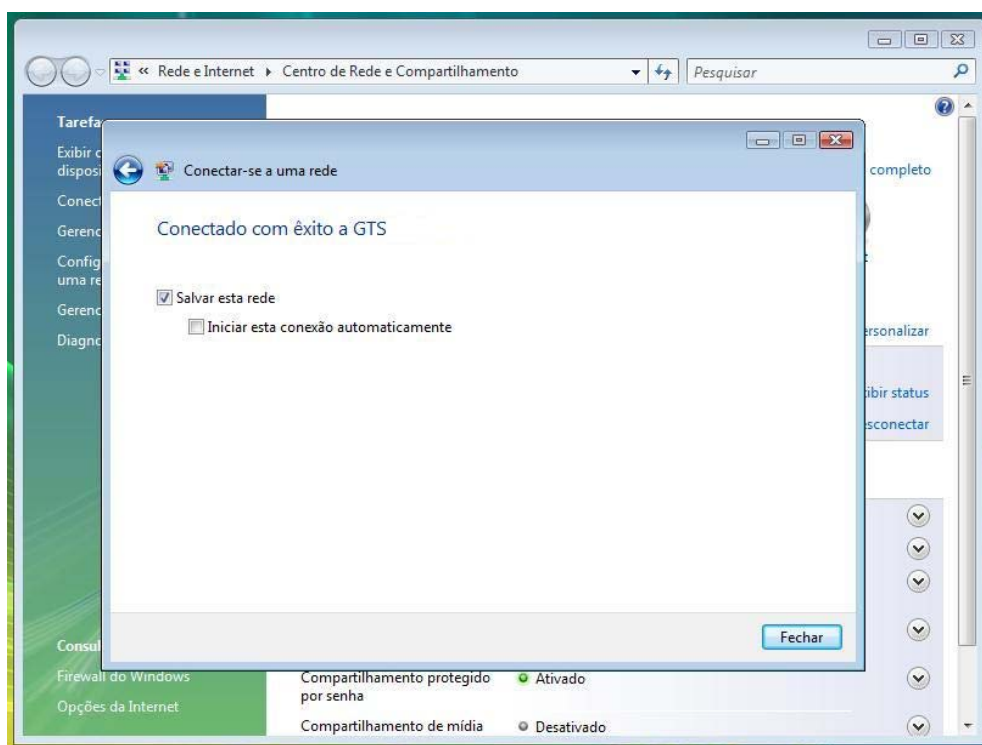 « Rede e Internet Centro de Rede e Compartilhamento
Pesquisar
Tarefa
Exibir c
disposi
Conect
Gerenc
Config
uma re
Gerenc
Diagno
Conectar-se a uma rede
Conectado com êxito a GTS
Salvar esta rede
Iniciar esta conexão automaticamente
Fechar
completo
ersonalizar
ibir status
sconectar
Consul
Firewall do Windows
Opções da Internet
Compartilhamento protegido
por senha
Ativado
Compartilhamento de mídia
Desativado